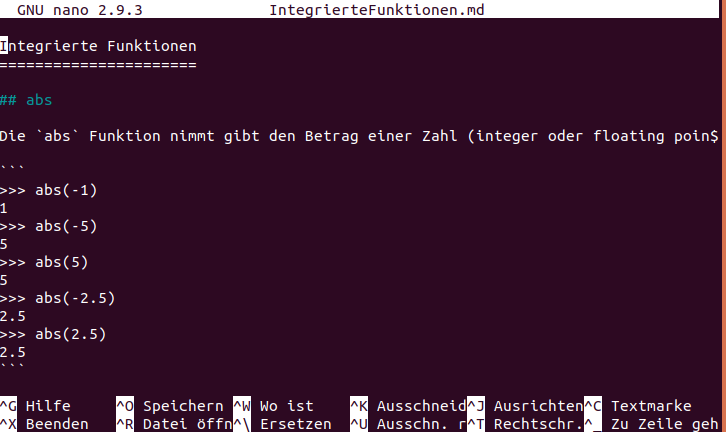 GNU nano 2.9.3 IntegrierteFunktionen.md
Integrierte Funktionen
======================
## abs
Die `abs` Funktion nimmt gibt den Betrag einer Zahl (integer oder floating poin$
```
>>> abs(-1)
1
>>> abs(-5)
5
>>> abs(5)
5
>>> abs(-2.5)
2.5
>>> abs(2.5)
2.5
```
^G Hilfe ^O Speichern ^W Wo ist ^K Ausschneid ^J Ausrichten ^C Textmarke
^X Beenden ^R Datei öffn ^\ Ersetzen ^U Ausschn. r ^T Rechtschr. ^_ Zu Zeile geh